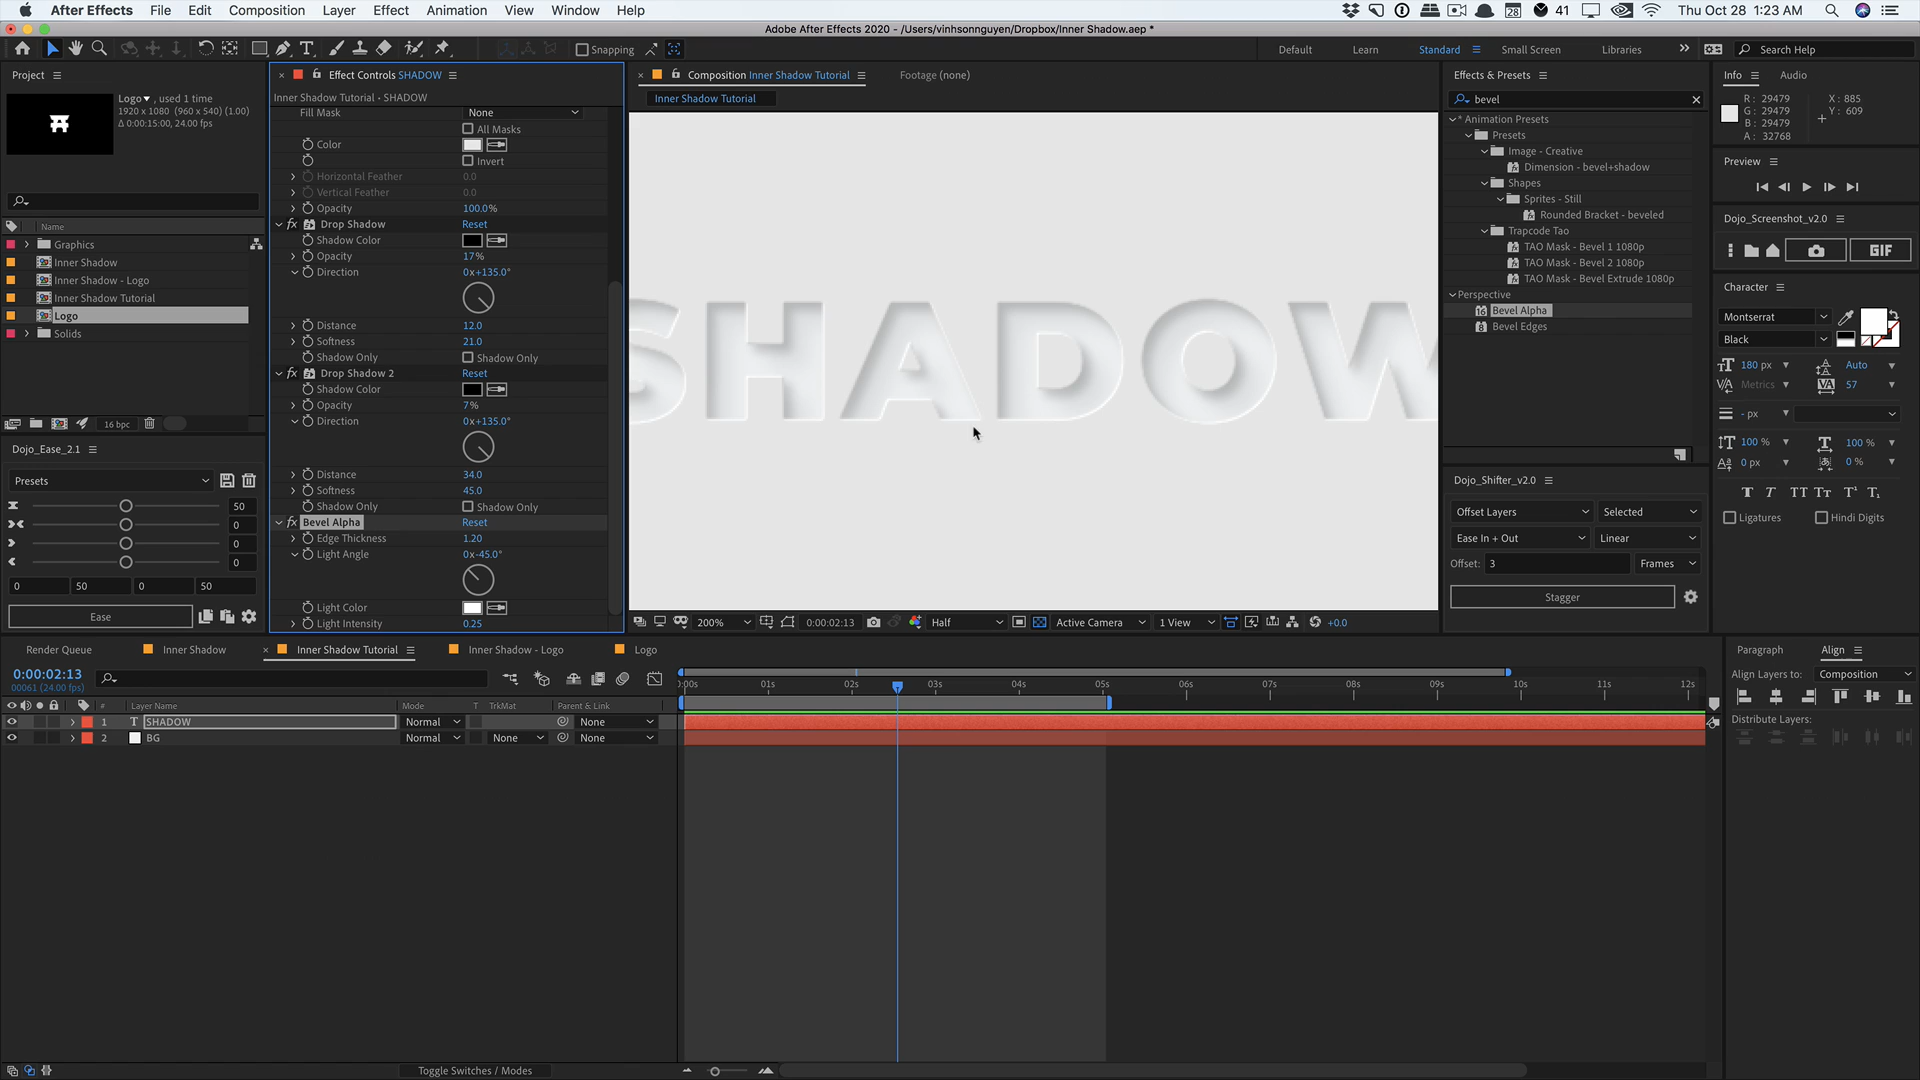 After Effects File Edit Composition Layer Effect Animation View Window Help 28 41 Thu Oct 28 1:23 AM
Adobe After Effects 2020 - /Users/vinhsonnguyen/Dropbox/Inner Shadow.aep *
Snapping Default Learn Standard Small Screen Libraries Search Help
Project Effect Controls SHADOW Composition Inner Shadow Tutorial Footage (none) Effects & Presets Info Audio
Logo , used 1 time
1920 x 1080 (960 x 540) (1.00)
Δ 0:00:15:00, 24.00 fps
Name
Graphics
Inner Shadow
Inner Shadow - Logo
Inner Shadow Tutorial
Logo
Solids
16 bpc
Dojo_Ease_2.1
Presets
50
0
0
0
0 50 0 50
Ease
Inner Shadow Tutorial • SHADOW
Fill Mask None
All Masks
Color
Invert
Horizontal Feather 0.0
Vertical Feather 0.0
Opacity 100.0%
fx Drop Shadow Reset
Shadow Color
Opacity 17%
Direction 0x+135.0°
Distance 12.0
Softness 21.0
Shadow Only Shadow Only
fx Drop Shadow 2 Reset
Shadow Color
Opacity 7%
Direction 0x+135.0°
Distance 34.0
Softness 45.0
Shadow Only Shadow Only
fx Bevel Alpha Reset
Edge Thickness 1.20
Light Angle 0x-45.0°
Light Color
Light Intensity 0.25
Inner Shadow Tutorial
SHADOW
200% 0:00:02:13 Half Active Camera 1 View +0.0
bevel
* Animation Presets
Presets
Image - Creative
Dimension - bevel+shadow
Shapes
Sprites - Still
Rounded Bracket - beveled
Trapcode Tao
TAO Mask - Bevel 1 1080p
TAO Mask - Bevel 2 1080p
TAO Mask - Bevel Extrude 1080p
Perspective
Bevel Alpha
Bevel Edges
Dojo_Shifter_v2.0
Offset Layers Selected
Ease In + Out Linear
Offset: 3 Frames
Stagger
R : 29479 X : 885
G : 29479 Y : 609
B : 29479
A : 32768
Preview
Dojo_Screenshot_v2.0
GIF
Character
Montserrat
Black
180 px Auto
Metrics 57
- px
100 % 100 %
0 px 0 %
T T TT Tт T¹ T₁
Ligatures Hindi Digits
Render Queue Inner Shadow Inner Shadow Tutorial Inner Shadow - Logo Logo
0:00:02:13
00061 (24.00 fps)
:00s 01s 02s 03s 04s 05s 06s 07s 08s 09s 10s 11s 12s
# Layer Name Mode T TrkMat Parent & Link
1 T SHADOW Normal None
2 BG Normal None None
Toggle Switches / Modes
Paragraph Align
Align Layers to: Composition
Distribute Layers: